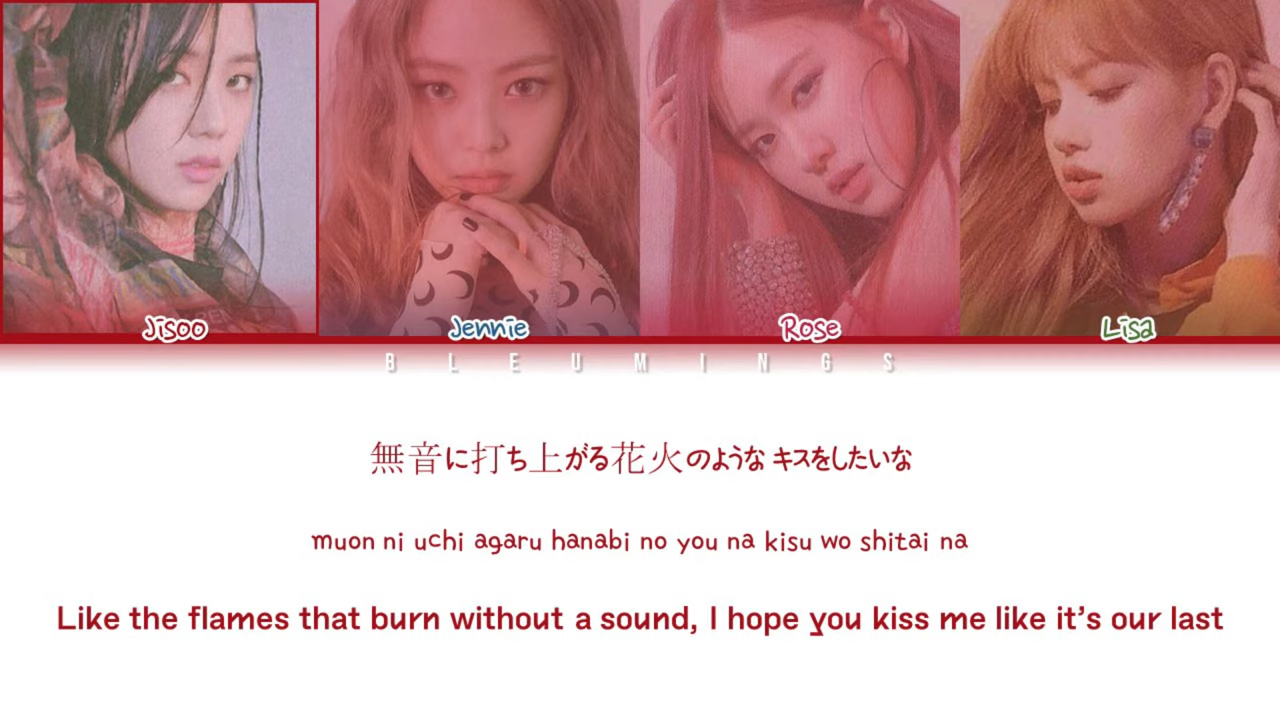 Jisoo Jennie Rose Lisa
BLEUMINGS
無音に打ち上がる花火のような キスをしたいな
muon ni uchi agaru hanabi no you na kisu wo shitai na
Like the flames that burn without a sound, I hope you kiss me like it's our last